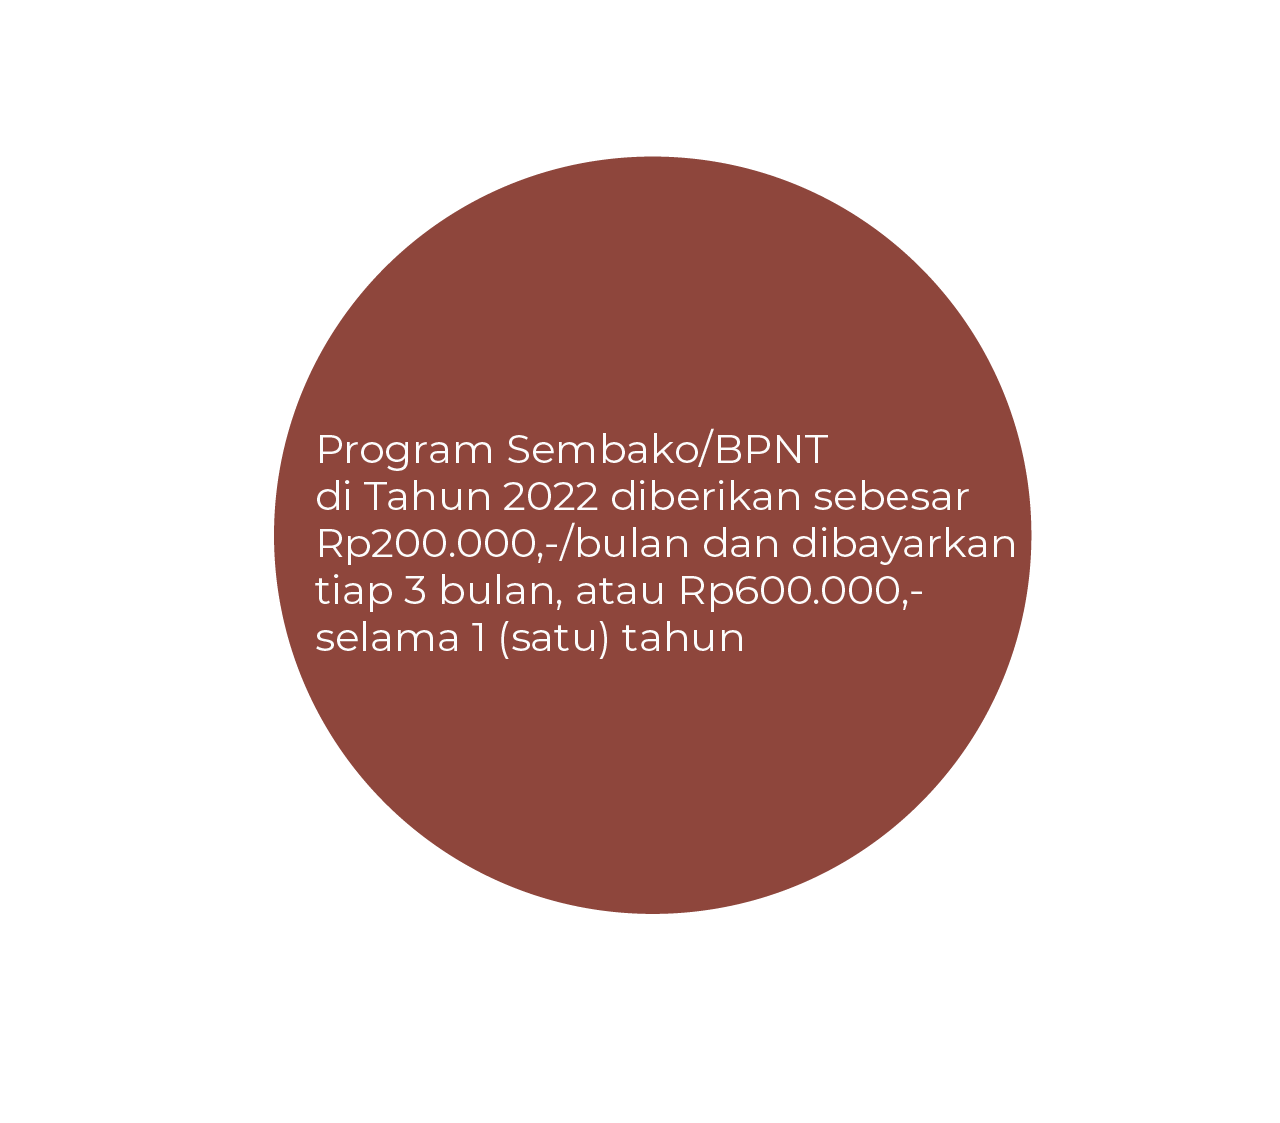 Program Sembako/BPNT
di Tahun 2022 diberikan sebesar
Rp200.000,-/bulan dan dibayarkan
tiap 3 bulan, atau Rp600.000,-
selama 1 (satu) tahun